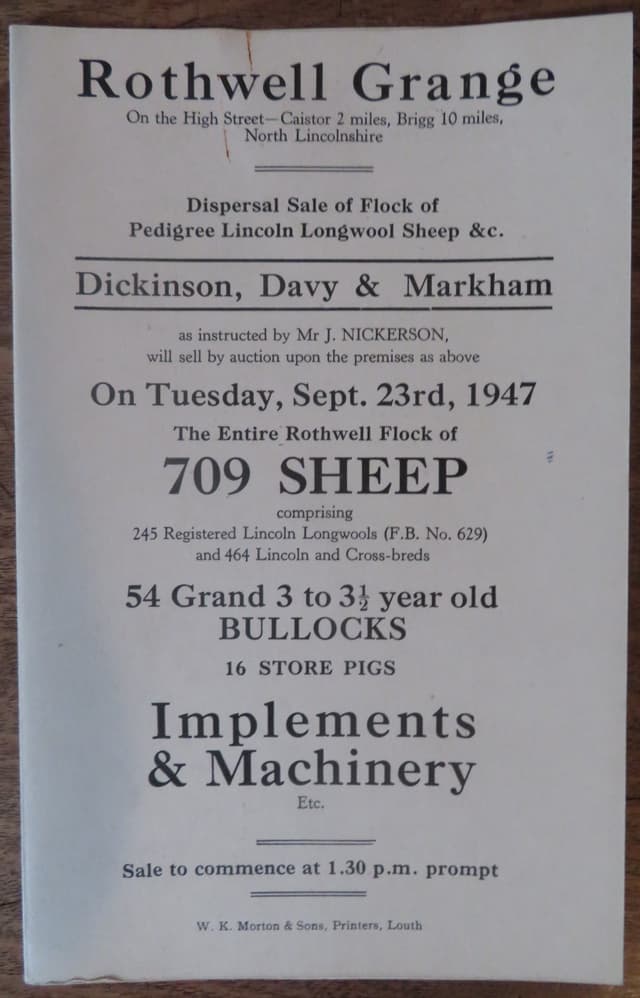 Rothwell Grange
On the High Street—Caistor 2 miles, Brigg 10 miles,
North Lincolnshire
Dispersal Sale of Flock of
Pedigree Lincoln Longwool Sheep &c.
Dickinson, Davy & Markham
as instructed by Mr J. NICKERSON,
will sell by auction upon the premises as above
On Tuesday, Sept. 23rd, 1947
The Entire Rothwell Flock of
709 SHEEP
comprising
245 Registered Lincoln Longwools (F.B. No. 629)
and 464 Lincoln and Cross-breds
54 Grand 3 to 3½ year old
BULLOCKS
16 STORE PIGS
Implements
& Machinery
Etc.
Sale to commence at 1.30 p.m. prompt
W. K. Morton & Sons, Printers, Louth